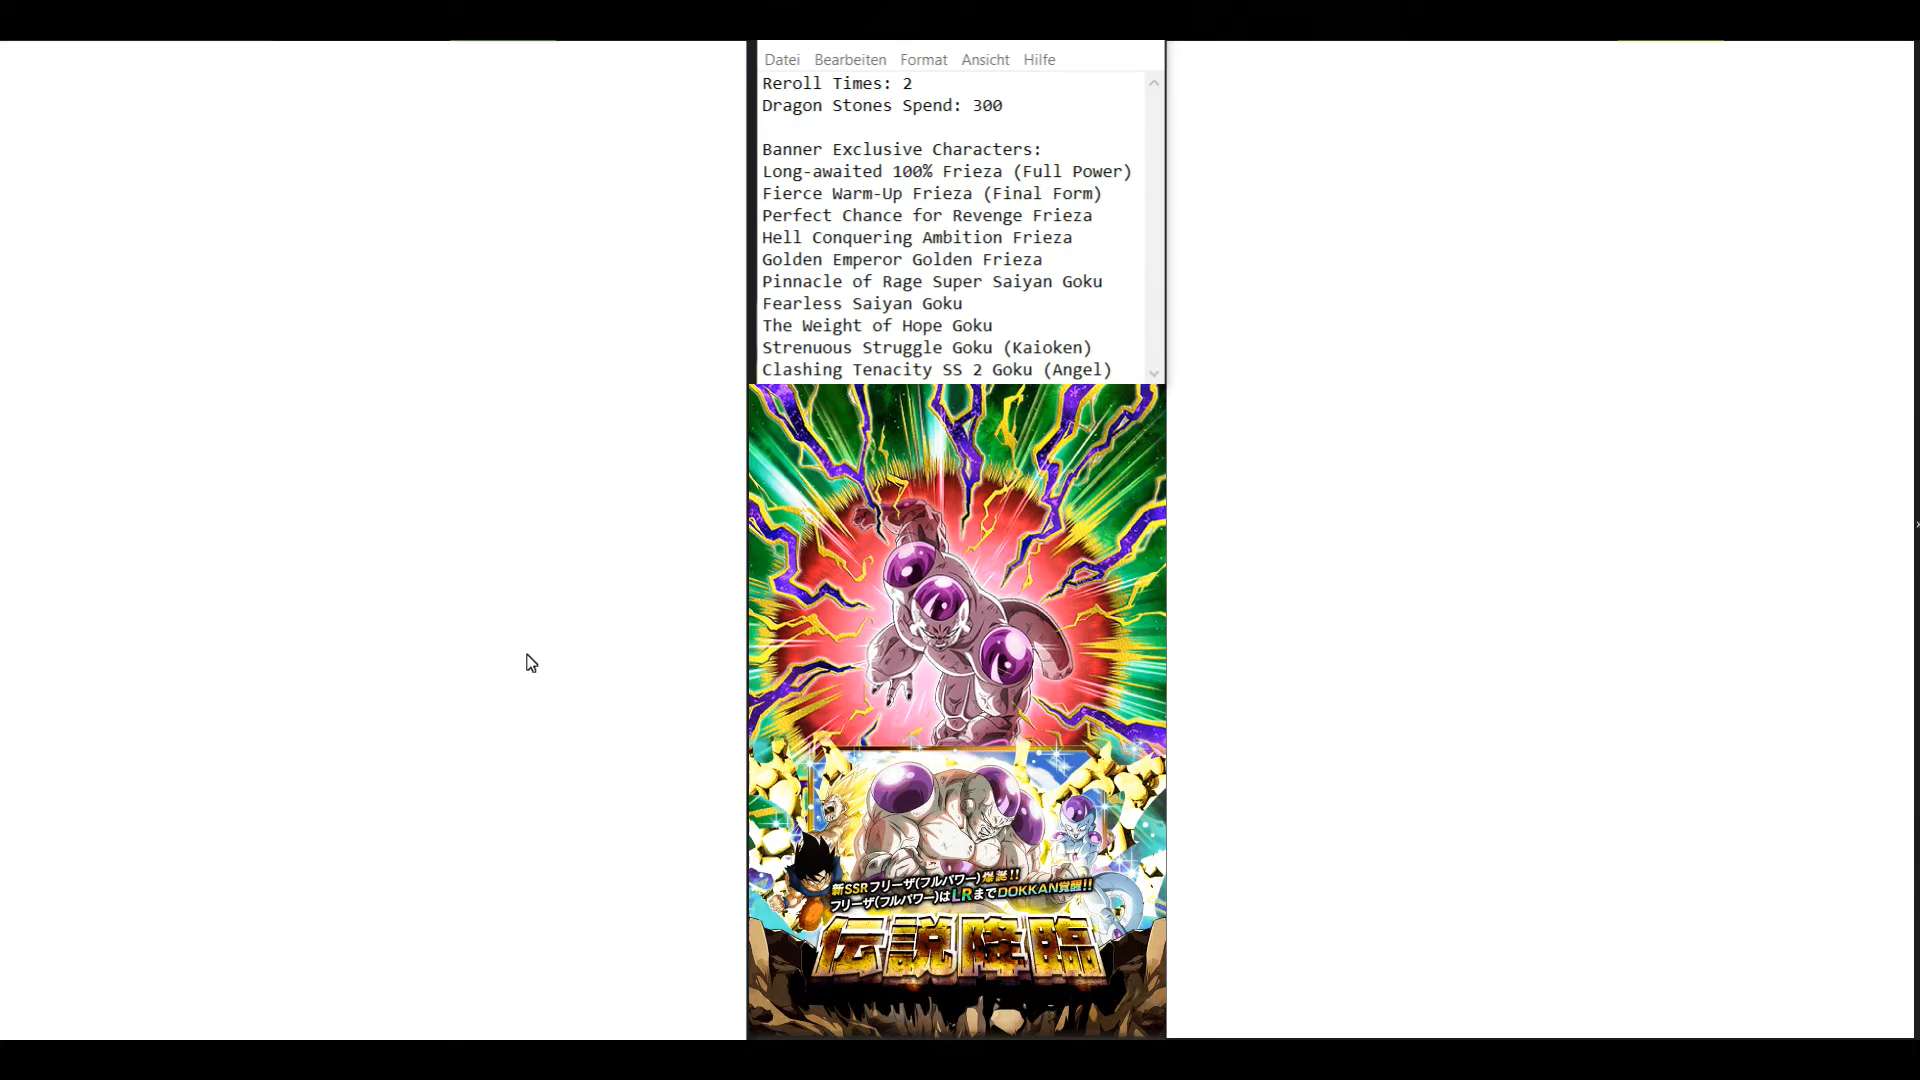 Datei Bearbeiten Format Ansicht Hilfe
Reroll Times: 2
Dragon Stones Spend: 300
Banner Exclusive Characters:
Long-awaited 100% Frieza (Full Power)
Fierce Warm-Up Frieza (Final Form)
Perfect Chance for Revenge Frieza
Hell Conquering Ambition Frieza
Golden Emperor Golden Frieza
Pinnacle of Rage Super Saiyan Goku
Fearless Saiyan Goku
The Weight of Hope Goku
Strenuous Struggle Goku (Kaioken)
Clashing Tenacity SS 2 Goku (Angel)
新SSRフリーザ(フルパワー)爆誕!!
フリーザ(フルパワー)はLRまでDOKKAN覚醒!!
伝説降臨